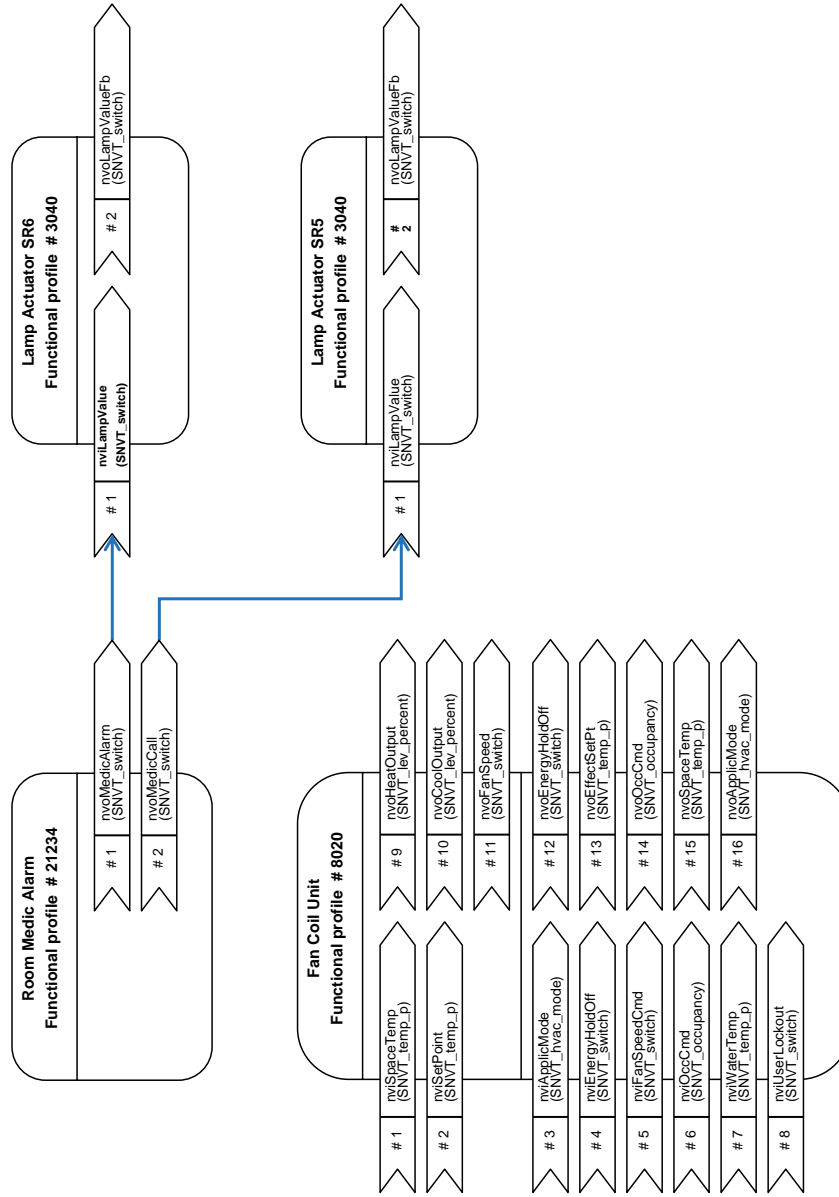 Room Medic Alarm
Functional profile # 21234
# 1
nvoMedicAlarm
(SNVT_switch)
# 2
nvoMedicCall
(SNVT_switch)
Lamp Actuator SR6
Functional profile # 3040
# 1
nviLampValue
(SNVT_switch)
# 2
nvoLampValueFb
(SNVT_switch)
Fan Coil Unit
Functional profile # 8020
# 1
nviSpaceTemp
(SNVT_temp_p)
# 2
nviSetPoint
(SNVT_temp_p)
# 3
nviApplicMode
(SNVT_hvac_mode)
# 4
nviEnergyHoldOff
(SNVT_switch)
# 5
nviFanSpeedCmd
(SNVT_switch)
# 6
nviOccCmd
(SNVT_occupancy)
# 7
nviWaterTemp
(SNVT_temp_p)
# 8
nviUserLockout
(SNVT_switch)
# 9
nvoHeatOutput
(SNVT_lev_percent)
# 10
nvoCoolOutput
(SNVT_lev_percent)
# 11
nvoFanSpeed
(SNVT_switch)
# 12
nvoEnergyHoldOff
(SNVT_switch)
# 13
nvoEffectSetPt
(SNVT_temp_p)
# 14
nvoOccCmd
(SNVT_occupancy)
# 15
nvoSpaceTemp
(SNVT_temp_p)
# 16
nvoApplicMode
(SNVT_hvac_mode)
Lamp Actuator SR5
Functional profile # 3040
# 1
nviLampValue
(SNVT_switch)
#
2
nvoLampValueFb
(SNVT_switch)